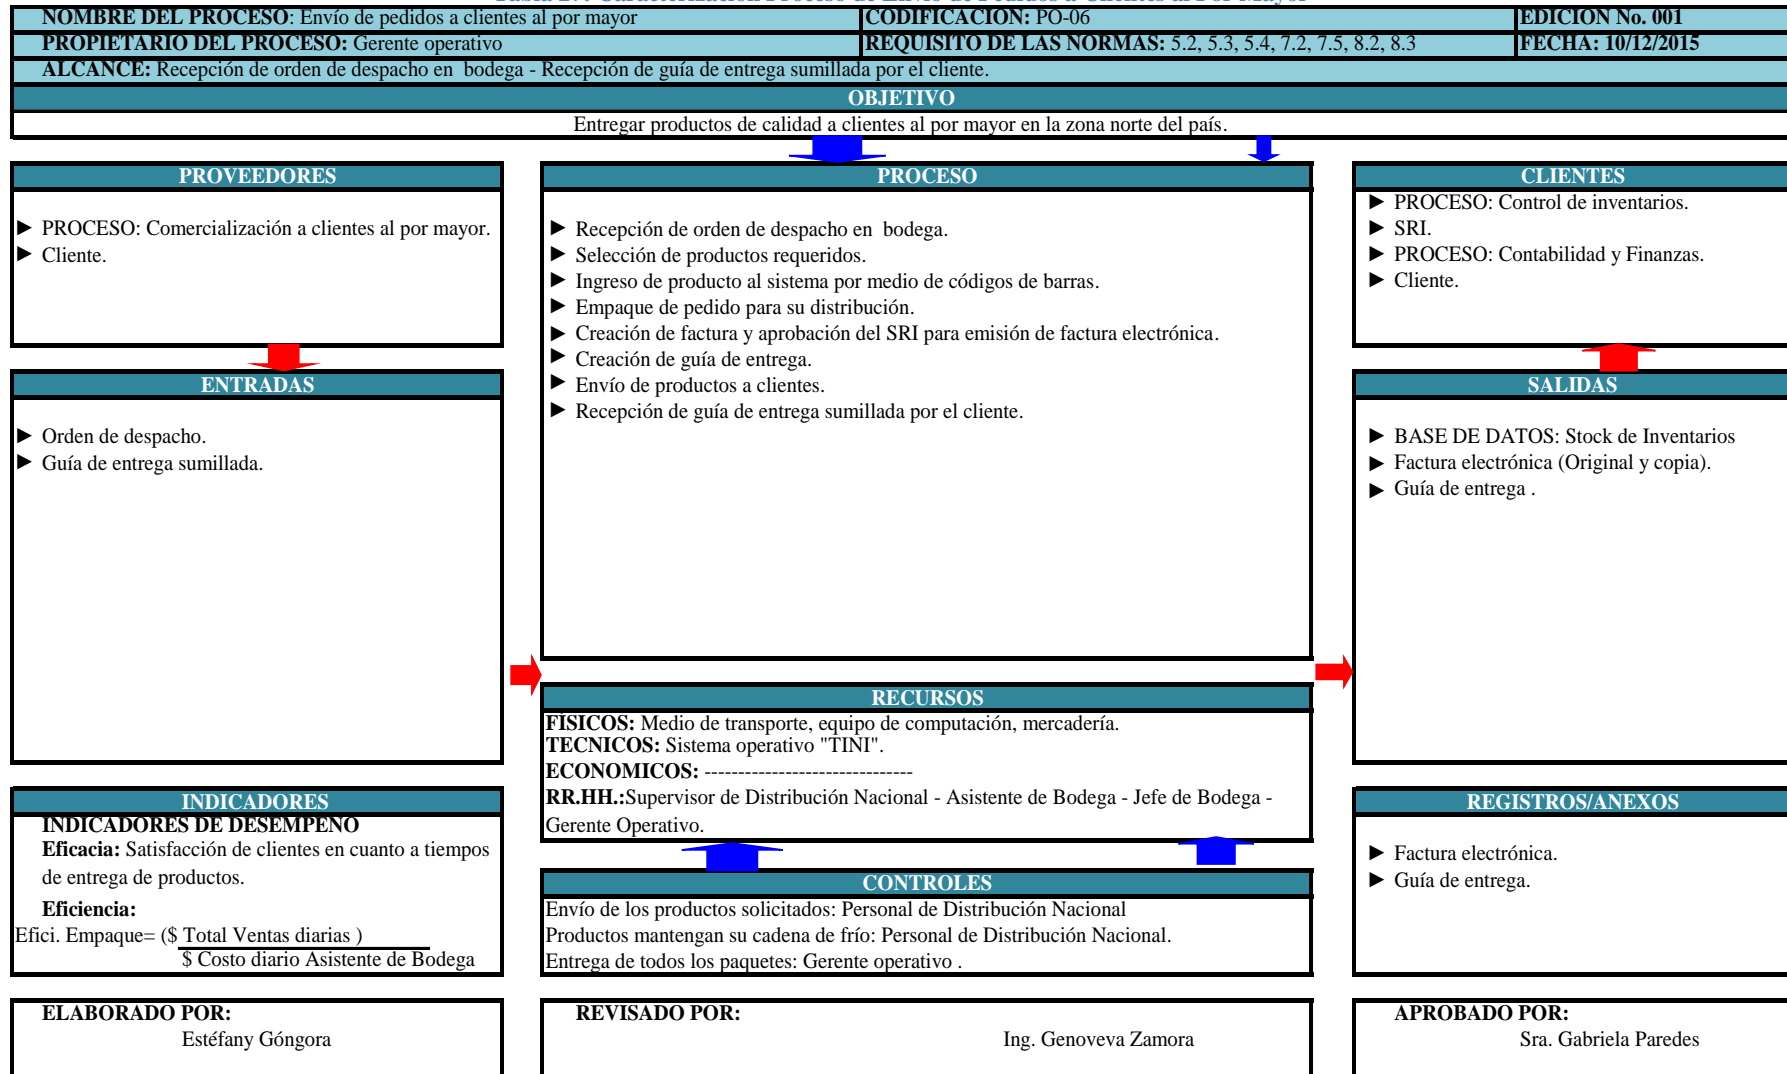 NOMBRE DEL PROCESO: Envío de pedidos a clientes al por mayor
CODIFICACION: PO-06
EDICION No. 001
PROPIETARIO DEL PROCESO: Gerente operativo
REQUISITO DE LAS NORMAS: 5.2, 5.3, 5.4, 7.2, 7.5, 8.2, 8.3
FECHA: 10/12/2015
ALCANCE: Recepción de orden de despacho en bodega - Recepción de guía de entrega sumillada por el cliente.
OBJETIVO
Entregar productos de calidad a clientes al por mayor en la zona norte del país.
PROVEEDORES
► PROCESO: Comercialización a clientes al por mayor.
► Cliente.
ENTRADAS
► Orden de despacho.
► Guía de entrega sumillada.
PROCESO
► Recepción de orden de despacho en bodega.
► Selección de productos requeridos.
► Ingreso de producto al sistema por medio de códigos de barras.
► Empaque de pedido para su distribución.
► Creación de factura y aprobación del SRI para emisión de factura electrónica.
► Creación de guía de entrega.
► Envío de productos a clientes.
► Recepción de guía de entrega sumillada por el cliente.
CLIENTES
► PROCESO: Control de inventarios.
► SRI.
► PROCESO: Contabilidad y Finanzas.
► Cliente.
SALIDAS
► BASE DE DATOS: Stock de Inventarios
► Factura electrónica (Original y copia).
► Guía de entrega .
RECURSOS
FÍSICOS: Medio de transporte, equipo de computación, mercadería.
TECNICOS: Sistema operativo "TINI".
ECONOMICOS: -------------------------------
RR.HH.:Supervisor de Distribución Nacional - Asistente de Bodega - Jefe de Bodega -
Gerente Operativo.
INDICADORES
INDICADORES DE DESEMPEÑO
Eficacia: Satisfacción de clientes en cuanto a tiempos
de entrega de productos.
Eficiencia:
Efici. Empaque= ($ Total Ventas diarias )
$ Costo diario Asistente de Bodega
CONTROLES
Envío de los productos solicitados: Personal de Distribución Nacional
Productos mantengan su cadena de frío: Personal de Distribución Nacional.
Entrega de todos los paquetes: Gerente operativo .
REGISTROS/ANEXOS
► Factura electrónica.
► Guía de entrega.
ELABORADO POR:
Estéfany Góngora
REVISADO POR:
Ing. Genoveva Zamora
APROBADO POR:
Sra. Gabriela Paredes